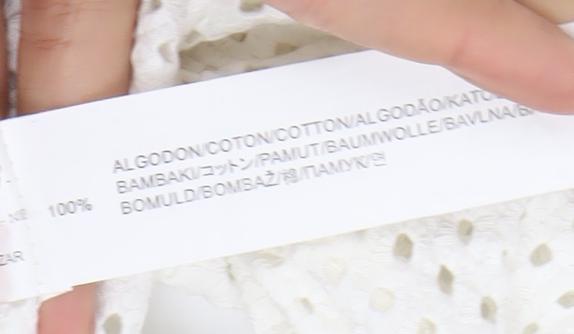 ALGODON/COTON/COTTON/ALGODÃO/KATO
100% BAMBAKI/コットン/PAMUT/BAUMWOLLE/BAVLNA/
BOMULD/BOMBAŽ/棉/ПАМУК/면
ZAR